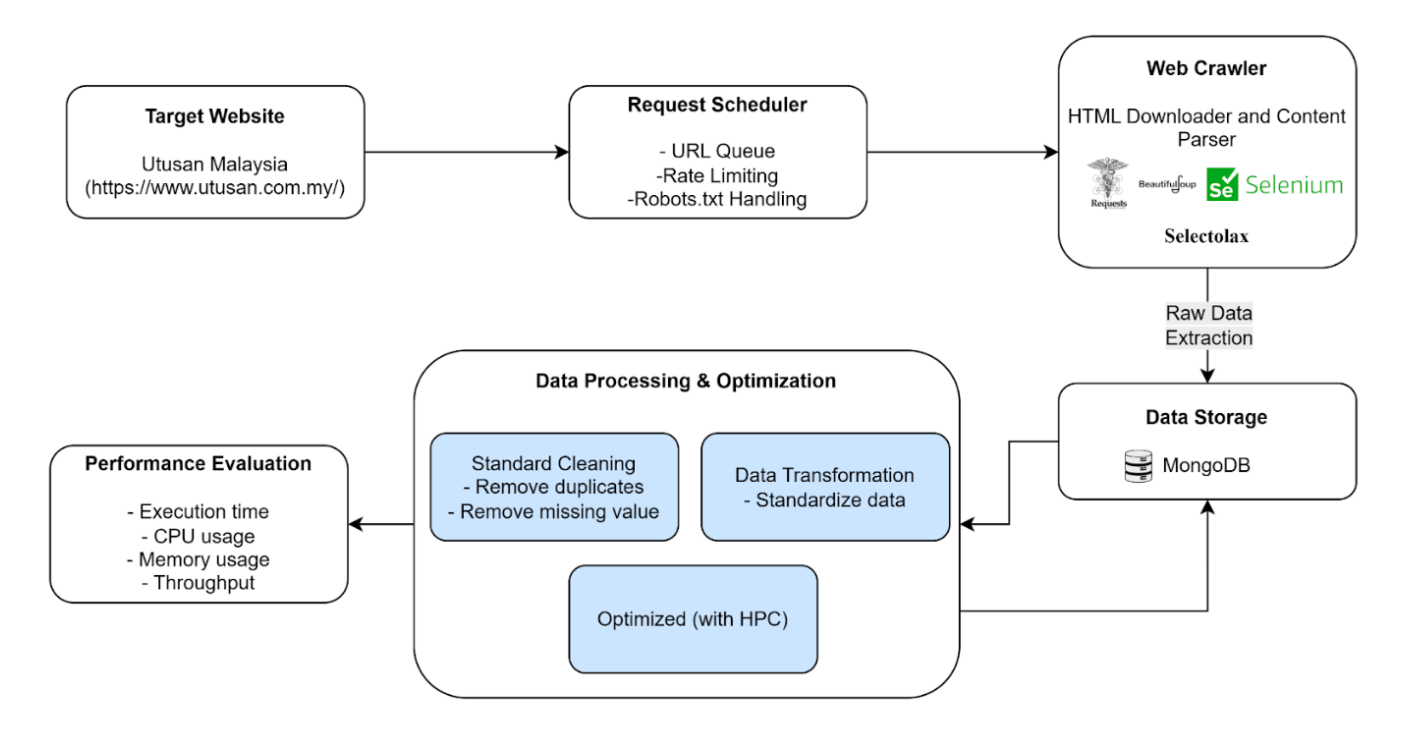 Target Website
Utusan Malaysia
(https://www.utusan.com.my/)
Request Scheduler
- URL Queue
-Rate Limiting
-Robots.txt Handling
Web Crawler
HTML Downloader and Content
Parser
Requests
BeautifulSoup
Se Selenium
Selectolax
Raw Data
Extraction
Data Storage
MongoDB
Data Processing & Optimization
Standard Cleaning
- Remove duplicates
- Remove missing value
Data Transformation
- Standardize data
Optimized (with HPC)
Performance Evaluation
- Execution time
- CPU usage
- Memory usage
- Throughput